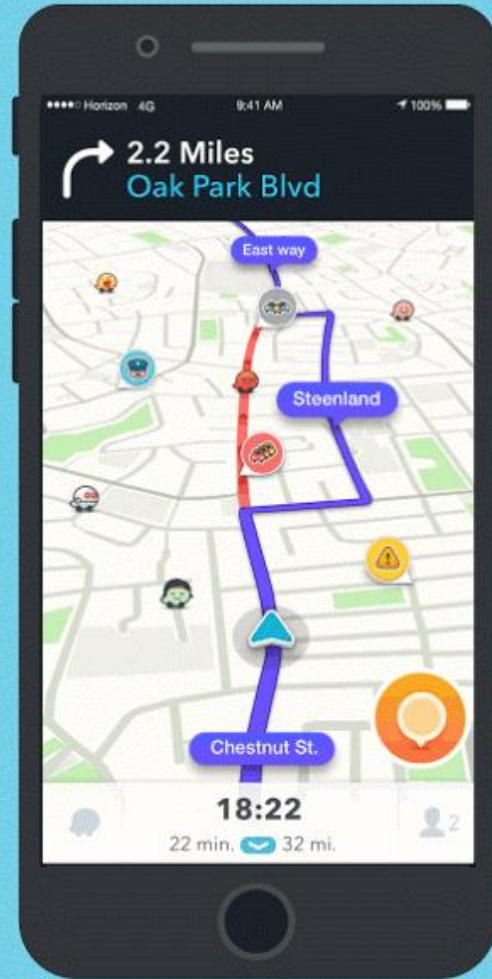 Horizon 4G 9:41 AM 100%
2.2 Miles
Oak Park Blvd
East way
Steenland
Chestnut St.
18:22
22 min. 32 mi.
2